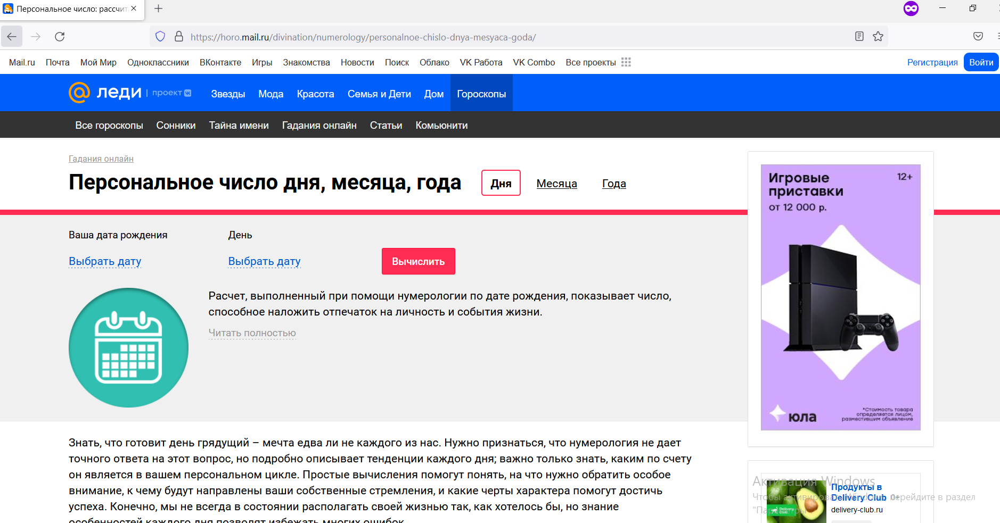 Персональное число: рассчит
https://horo.mail.ru/divination/numerology/personalnoe-chislo-dnya-mesyaca-goda/
Mail.ru Почта Мой Мир Одноклассники ВКонтакте Игры Знакомства Новости Поиск Облако VK Работа VK Combo Все проекты Регистрация Войти
леди | проект Звезды Мода Красота Семья и Дети Дом Гороскопы
Все гороскопы Сонники Тайна имени Гадания онлайн Статьи Комьюнити
Гадания онлайн
Персональное число дня, месяца, года Дня Месяца Года
Ваша дата рождения День
Выбрать дату Выбрать дату Вычислить
Расчет, выполненный при помощи нумерологии по дате рождения, показывает число,
способное наложить отпечаток на личность и события жизни.
Читать полностью
Знать, что готовит день грядущий – мечта едва ли не каждого из нас. Нужно признаться, что нумерология не дает
точного ответа на этот вопрос, но подробно описывает тенденции каждого дня; важно только знать, каким по счету
он является в вашем персональном цикле. Простые вычисления помогут понять, на что нужно обратить особое
внимание, к чему будут направлены ваши собственные стремления, и какие черты характера помогут достичь
успеха. Конечно, мы не всегда в состоянии располагать своей жизнью так, как хотелось бы, но знание
особенностей каждого дня позволят избежать многих ошибок.
Игровые 12+
приставки
от 12 000 р.
юла
*Стоимость товара
определяется лицом,
разместившим объявление
Активация Windows
Чтобы активировать Windows, перейдите в раздел
"Параметры"
Продукты в
Delivery Club 0+
delivery-club.ru
Delivery
Club